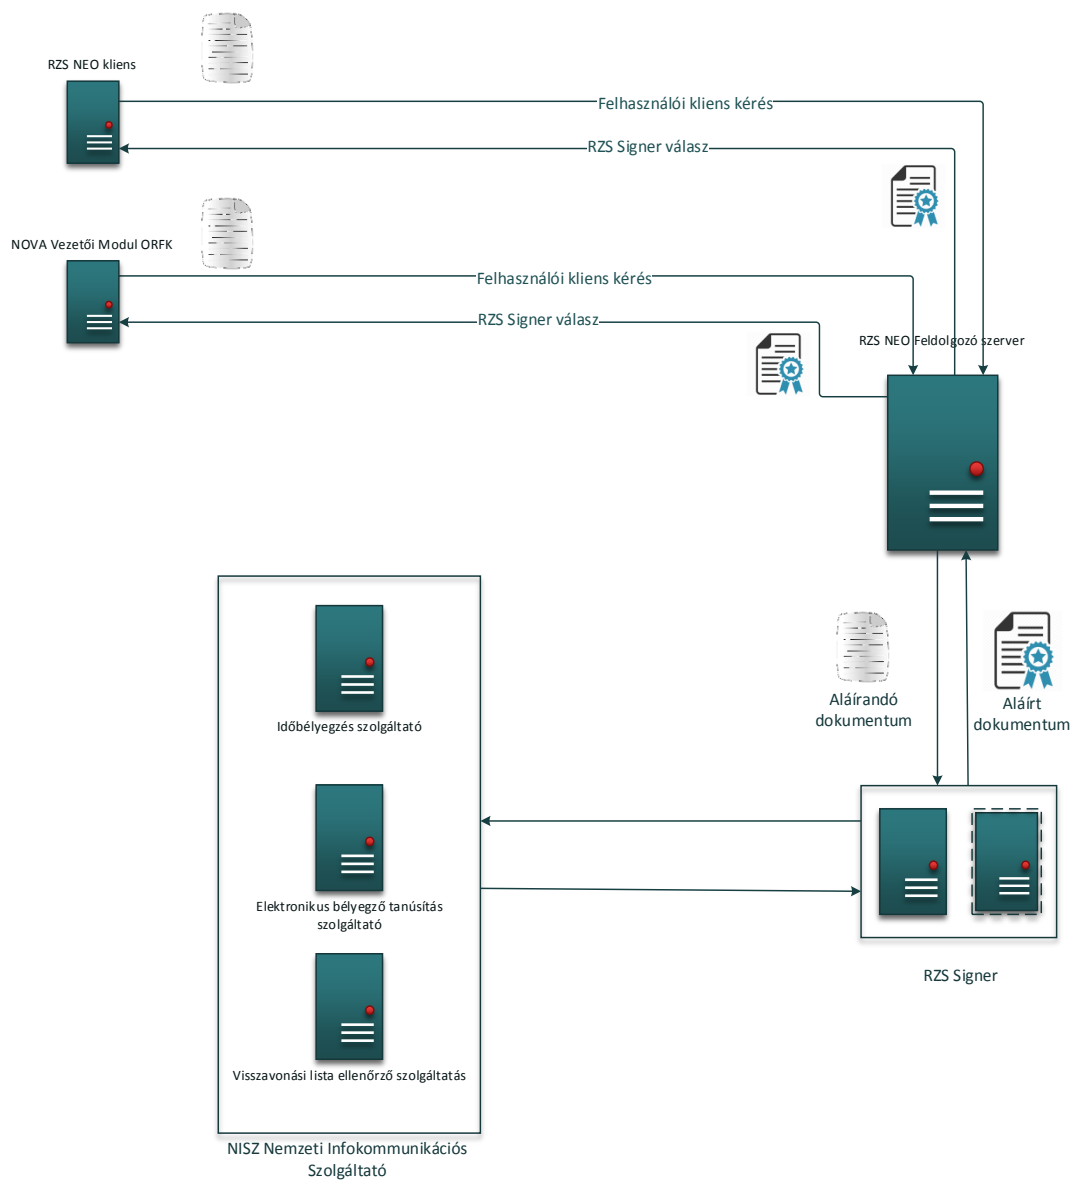 RZS NEO kliens
Felhasználói kliens kérés
RZS Signer válasz
NOVA Vezetői Modul ORFK
Felhasználói kliens kérés
RZS Signer válasz
RZS NEO Feldolgozó szerver
Aláírandó
dokumentum
Aláírt
dokumentum
Időbélyegzés szolgáltató
Elektronikus bélyegző tanúsítás
szolgáltató
RZS Signer
Visszavonási lista ellenőrző szolgáltatás
NISZ Nemzeti Infokommunikációs
Szolgáltató